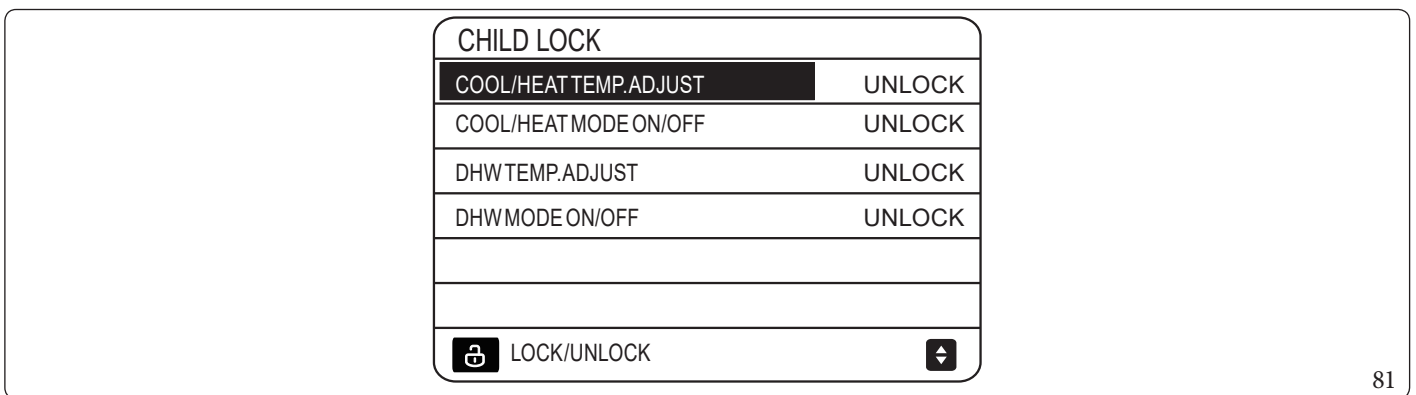 CHILD LOCK
COOL/HEAT TEMP.ADJUST UNLOCK
COOL/HEAT MODE ON/OFF UNLOCK
DHW TEMP.ADJUST UNLOCK
DHW MODE ON/OFF UNLOCK
LOCK/UNLOCK
81